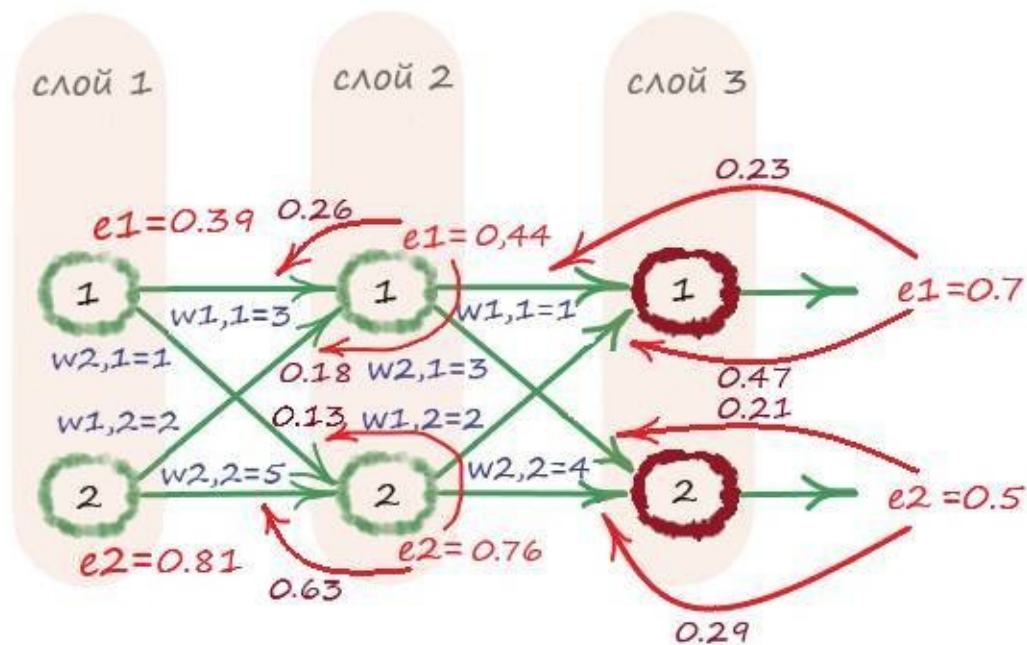 слой 1
слой 2
слой 3
0.23
e1=0.39
0.26
e1=0,44
1
1
1
e1=0.7
w1,1=3
w1,1=1
w2,1=1
0.18
w2,1=3
0.47
w1,2=2
0.13
w1,2=2
0.21
w2,2=5
w2,2=4
2
2
2
e2=0.5
e2=0.81
e2=0.76
0.63
0.29